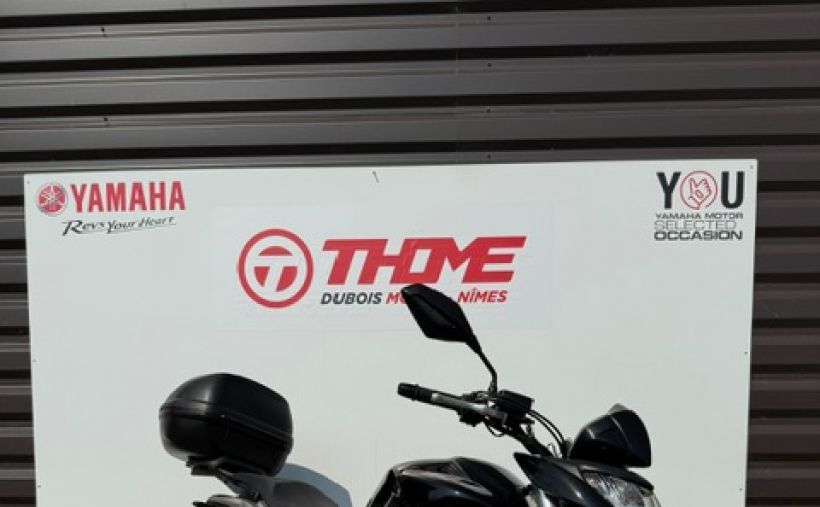 YAMAHA
Revs Your Heart
YOU
YAMAHA MOTOR
SELECTED
OCCASION
THOME
DUBOIS NÎMES